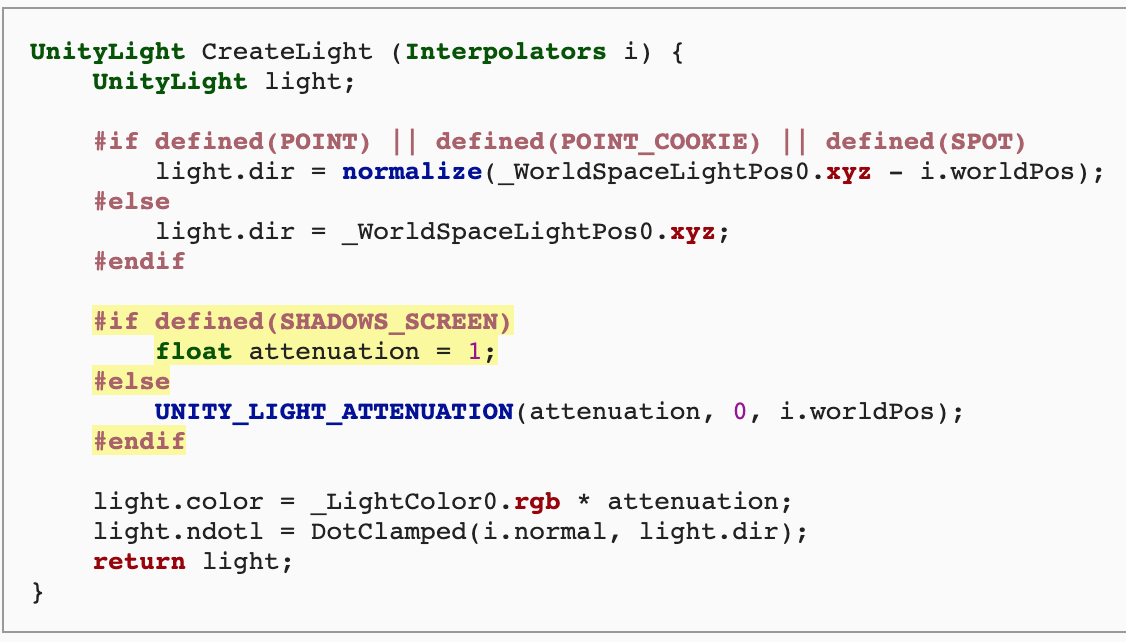 UnityLight CreateLight (Interpolators i) {
    UnityLight light;

    #if defined(POINT) || defined(POINT_COOKIE) || defined(SPOT)
        light.dir = normalize(_WorldSpaceLightPos0.xyz - i.worldPos);
    #else
        light.dir = _WorldSpaceLightPos0.xyz;
    #endif

    #if defined(SHADOWS_SCREEN)
        float attenuation = 1;
    #else
        UNITY_LIGHT_ATTENUATION(attenuation, 0, i.worldPos);
    #endif

    light.color = _LightColor0.rgb * attenuation;
    light.ndotl = DotClamped(i.normal, light.dir);
    return light;
}